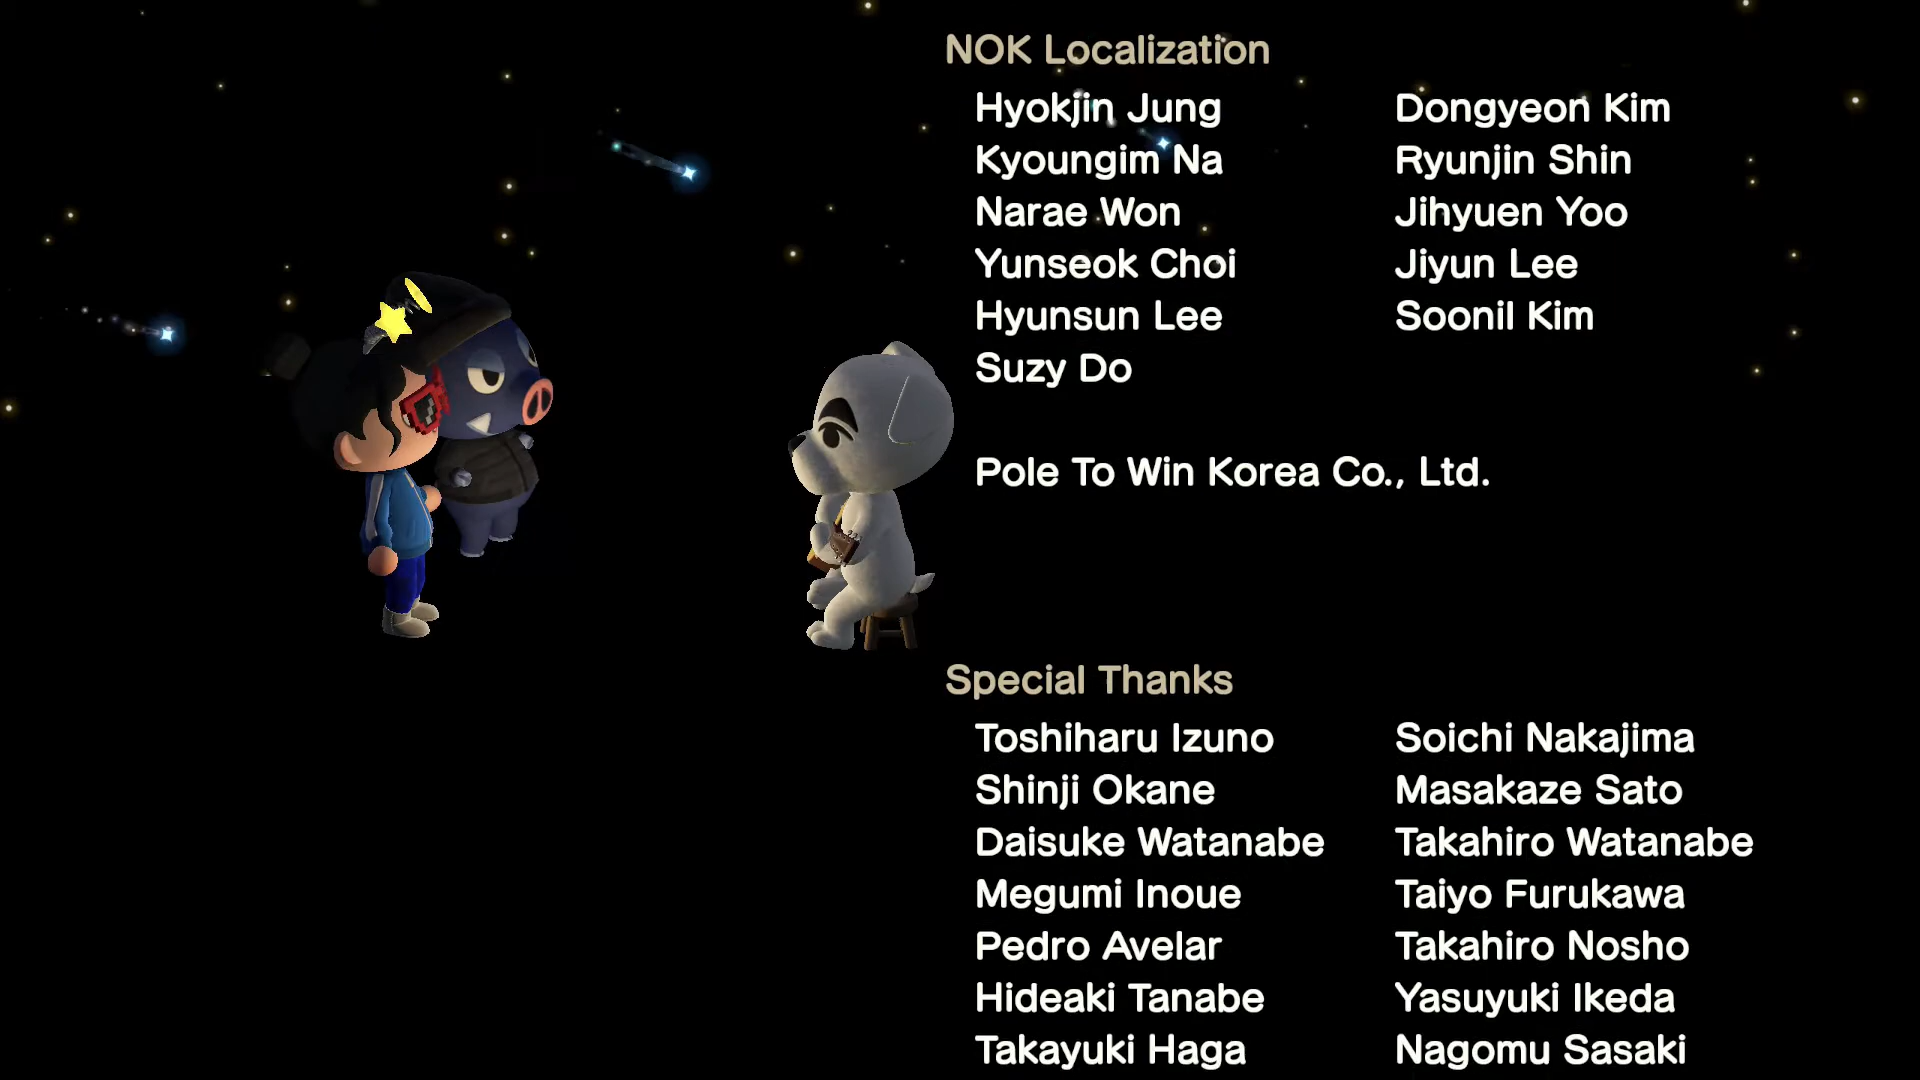 NOK Localization
Hyokjin Jung Dongyeon Kim
Kyoungim Na Ryunjin Shin
Narae Won Jihyuen Yoo
Yunseok Choi Jiyun Lee
Hyunsun Lee Soonil Kim
Suzy Do
Pole To Win Korea Co., Ltd.
Special Thanks
Toshiharu Izuno Soichi Nakajima
Shinji Okane Masakaze Sato
Daisuke Watanabe Takahiro Watanabe
Megumi Inoue Taiyo Furukawa
Pedro Avelar Takahiro Nosho
Hideaki Tanabe Yasuyuki Ikeda
Takayuki Haga Nagomu Sasaki